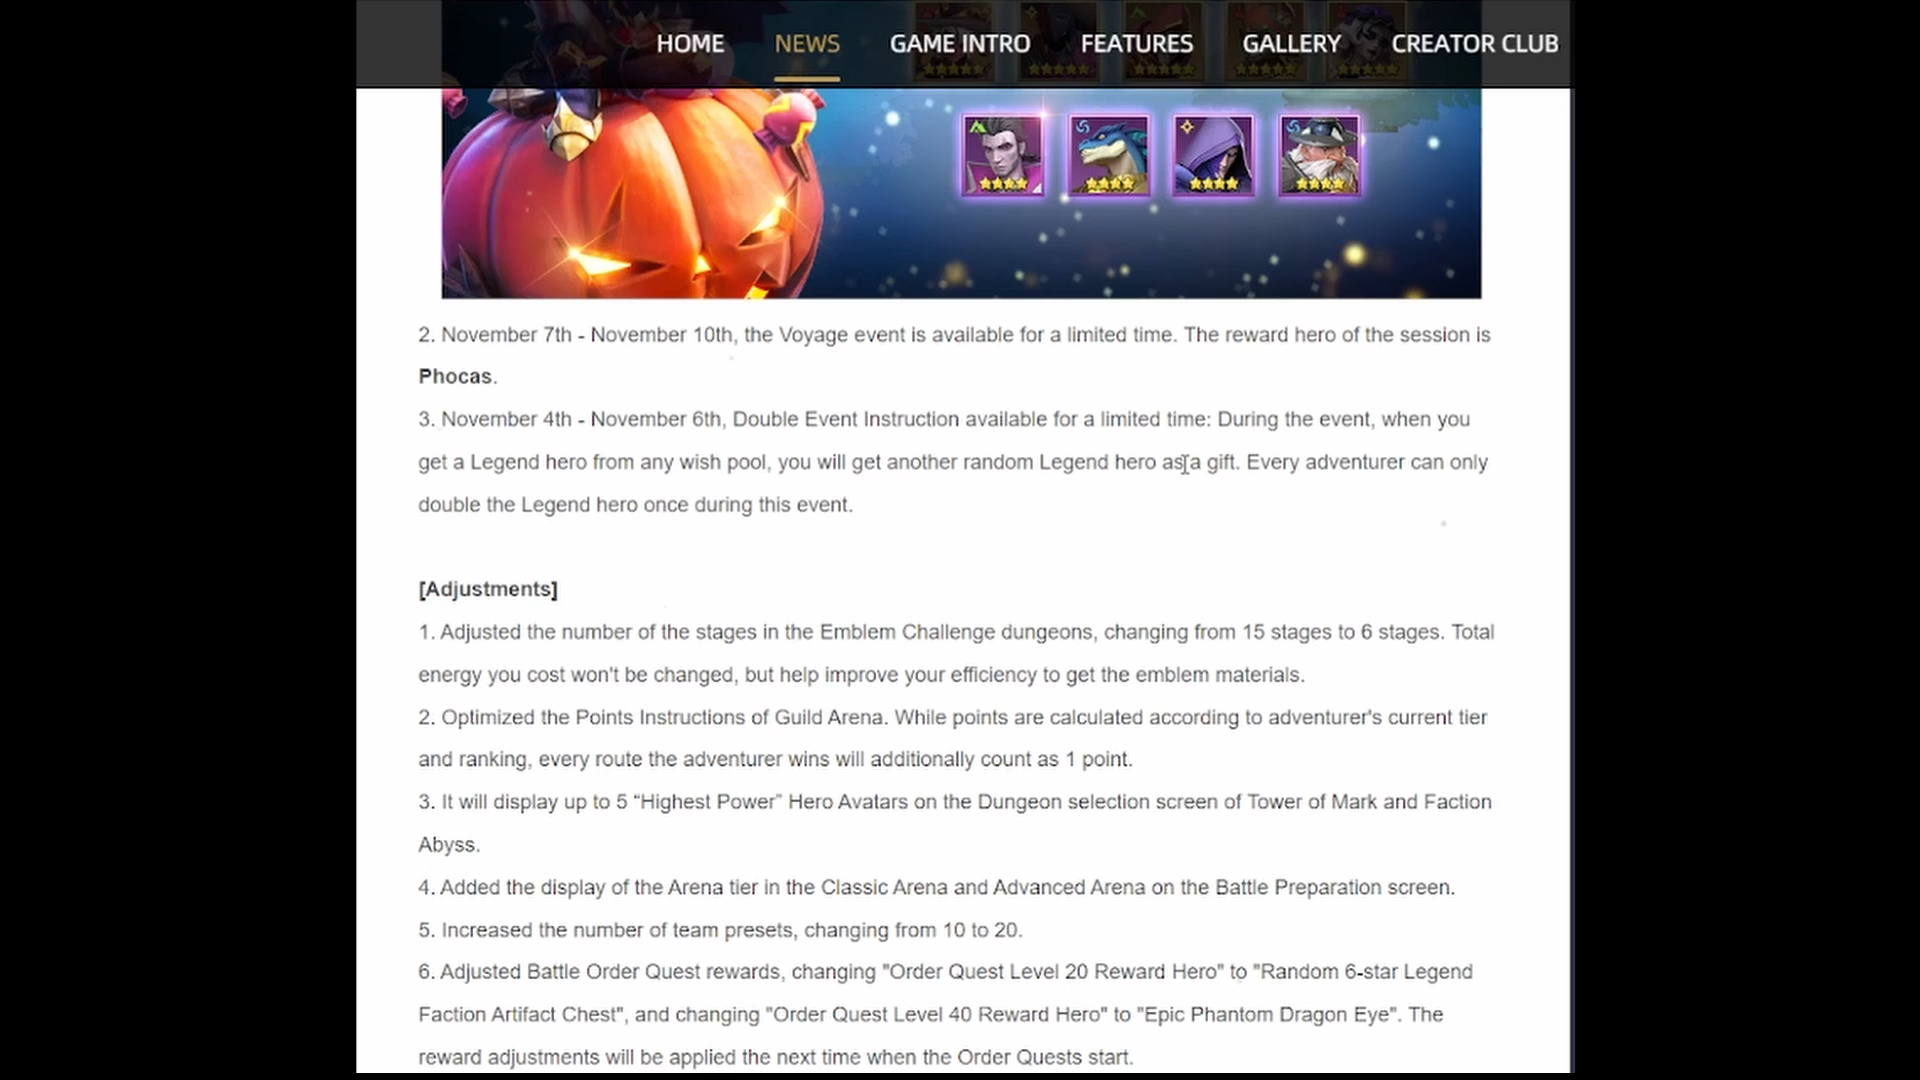 HOME NEWS GAME INTRO FEATURES GALLERY CREATOR CLUB
2. November 7th - November 10th, the Voyage event is available for a limited time. The reward hero of the session is
Phocas.
3. November 4th - November 6th, Double Event Instruction available for a limited time: During the event, when you
get a Legend hero from any wish pool, you will get another random Legend hero as a gift. Every adventurer can only
double the Legend hero once during this event.
[Adjustments]
1. Adjusted the number of the stages in the Emblem Challenge dungeons, changing from 15 stages to 6 stages. Total
energy you cost won't be changed, but help improve your efficiency to get the emblem materials.
2. Optimized the Points Instructions of Guild Arena. While points are calculated according to adventurer's current tier
and ranking, every route the adventurer wins will additionally count as 1 point.
3. It will display up to 5 “Highest Power” Hero Avatars on the Dungeon selection screen of Tower of Mark and Faction
Abyss.
4. Added the display of the Arena tier in the Classic Arena and Advanced Arena on the Battle Preparation screen.
5. Increased the number of team presets, changing from 10 to 20.
6. Adjusted Battle Order Quest rewards, changing "Order Quest Level 20 Reward Hero" to "Random 6-star Legend
Faction Artifact Chest", and changing "Order Quest Level 40 Reward Hero" to "Epic Phantom Dragon Eye". The
reward adjustments will be applied the next time when the Order Quests start.